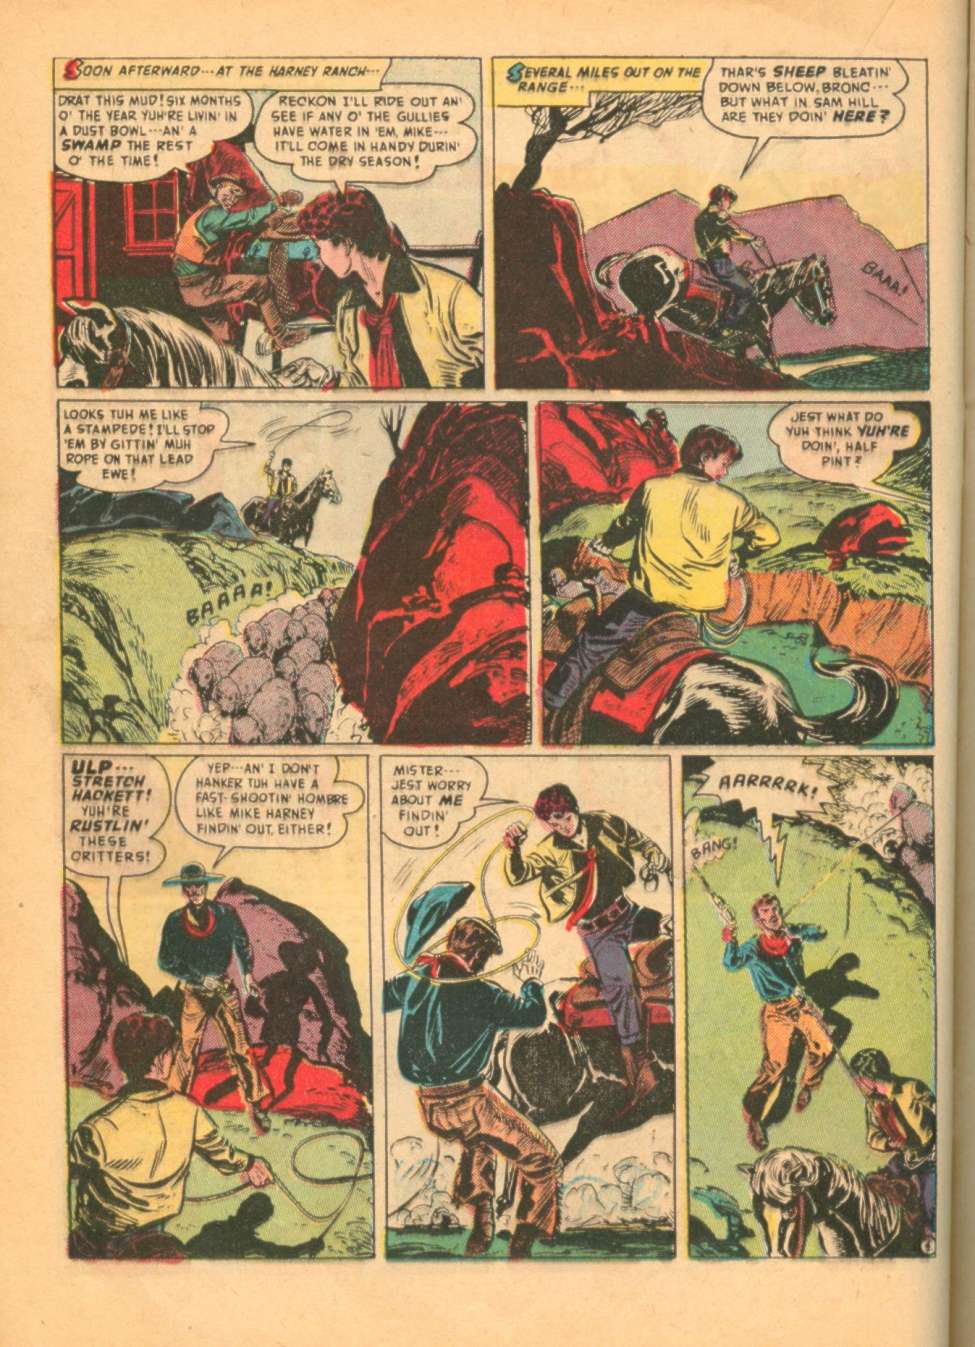 SOON AFTERWARD--- AT THE HARNEY RANCH---
DRAT THIS MUD! SIX MONTHS
O' THE YEAR YUH'RE LIVIN' IN
A DUST BOWL---AN' A
SWAMP THE REST
O' THE TIME!
RECKON I'LL RIDE OUT AN'
SEE IF ANY O' THE GULLIES
HAVE WATER IN 'EM, MIKE---
IT'LL COME IN HANDY DURIN'
THE DRY SEASON!
SEVERAL MILES OUT ON THE
RANGE---
THAR'S SHEEP BLEATIN'
DOWN BELOW, BRONC---
BUT WHAT IN SAM HILL
ARE THEY DOIN' HERE?
BAAA!
LOOKS TUH ME LIKE
A STAMPEDE! I'LL STOP
'EM BY GITTIN' MUH
ROPE ON THAT LEAD
EWE!
BAAAA!
JEST WHAT DO
YUH THINK YUH'RE
DOIN', HALF
PINT?
ULP---
STRETCH
HACKETT!
YUH'RE
RUSTLIN'
THESE
CRITTERS!
YEP---AN' I DON'T
HANKER TUH HAVE A
FAST-SHOOTIN' HOMBRE
LIKE MIKE HARNEY
FINDIN' OUT, EITHER!
MISTER---
JEST WORRY
ABOUT ME
FINDIN'
OUT!
AARRRRK!
BANG!